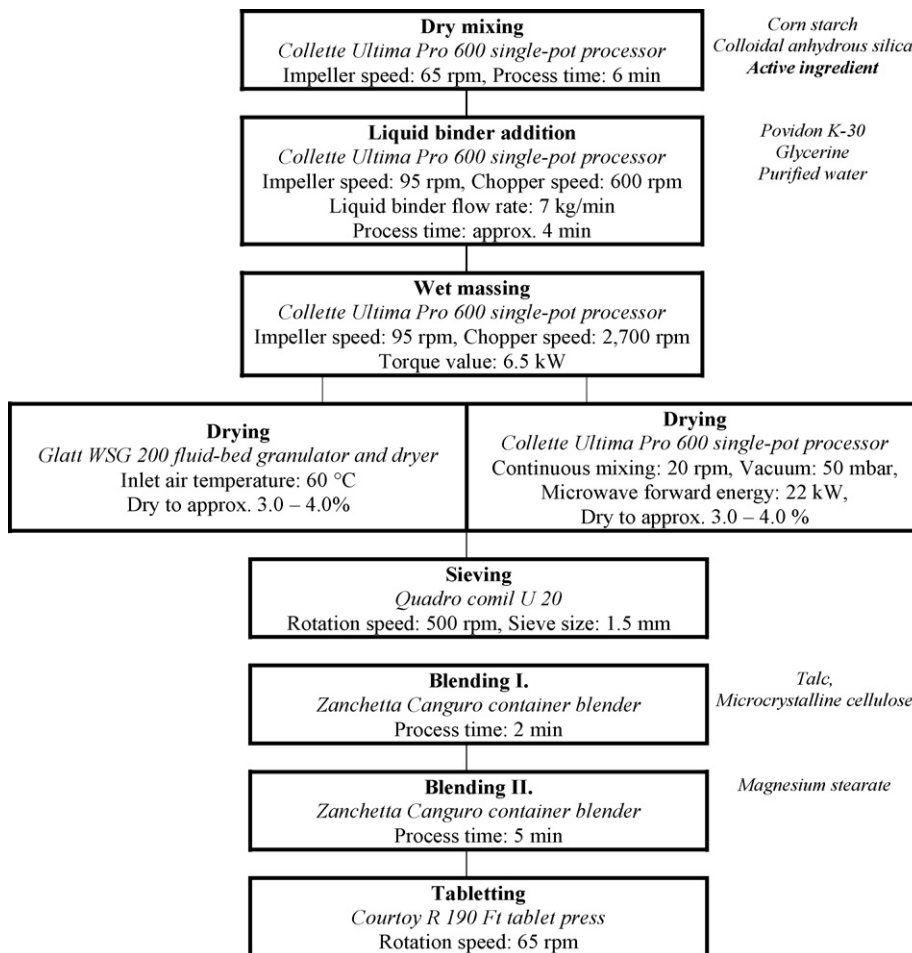 Dry mixing
Collette Ultima Pro 600 single-pot processor
Impeller speed: 65 rpm, Process time: 6 min
Corn starch
Colloidal anhydrous silica
Active ingredient
Liquid binder addition
Collette Ultima Pro 600 single-pot processor
Impeller speed: 95 rpm, Chopper speed: 600 rpm
Liquid binder flow rate: 7 kg/min
Process time: approx. 4 min
Povidon K-30
Glycerine
Purified water
Wet massing
Collette Ultima Pro 600 single-pot processor
Impeller speed: 95 rpm, Chopper speed: 2,700 rpm
Torque value: 6.5 kW
Drying
Glatt WSG 200 fluid-bed granulator and dryer
Inlet air temperature: 60 °C
Dry to approx. 3.0 – 4.0%
Drying
Collette Ultima Pro 600 single-pot processor
Continuous mixing: 20 rpm, Vacuum: 50 mbar,
Microwave forward energy: 22 kW,
Dry to approx. 3.0 – 4.0 %
Sieving
Quadro comil U 20
Rotation speed: 500 rpm, Sieve size: 1.5 mm
Blending I.
Zanchetta Canguro container blender
Process time: 2 min
Talc,
Microcrystalline cellulose
Blending II.
Zanchetta Canguro container blender
Process time: 5 min
Magnesium stearate
Tabletting
Courtoy R 190 Ft tablet press
Rotation speed: 65 rpm